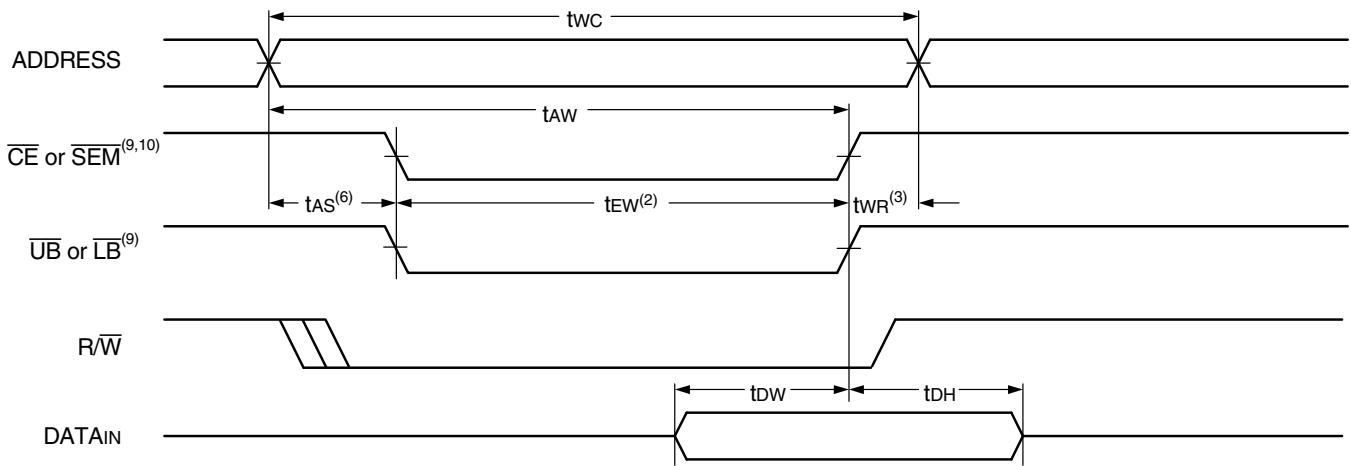 tWC
ADDRESS
tAW
CE or SEM(9,10)
tAS(6)
tEW(2)
tWR(3)
UB or LB(9)
R/W
tDW
tDH
DATAIN